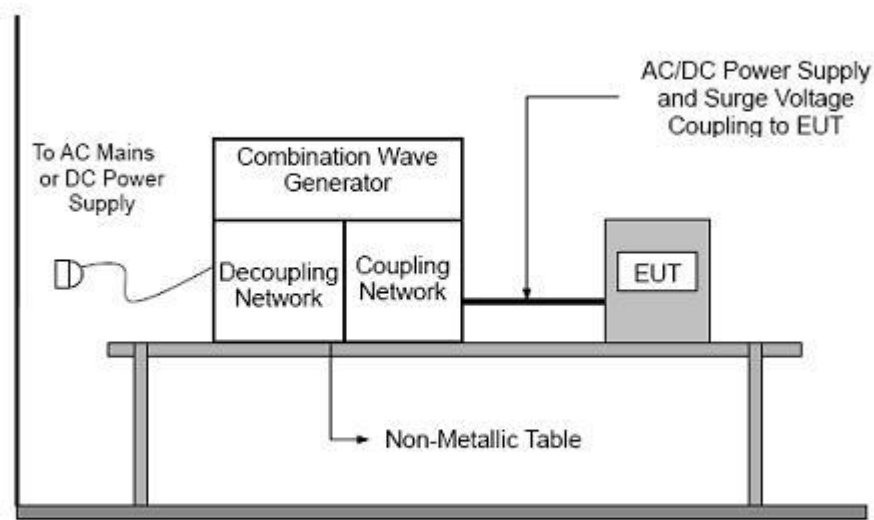 AC/DC Power Supply
and Surge Voltage
Coupling to EUT
To AC Mains
or DC Power
Supply
Combination Wave
Generator
Decoupling
Network
Coupling
Network
EUT
Non-Metallic Table